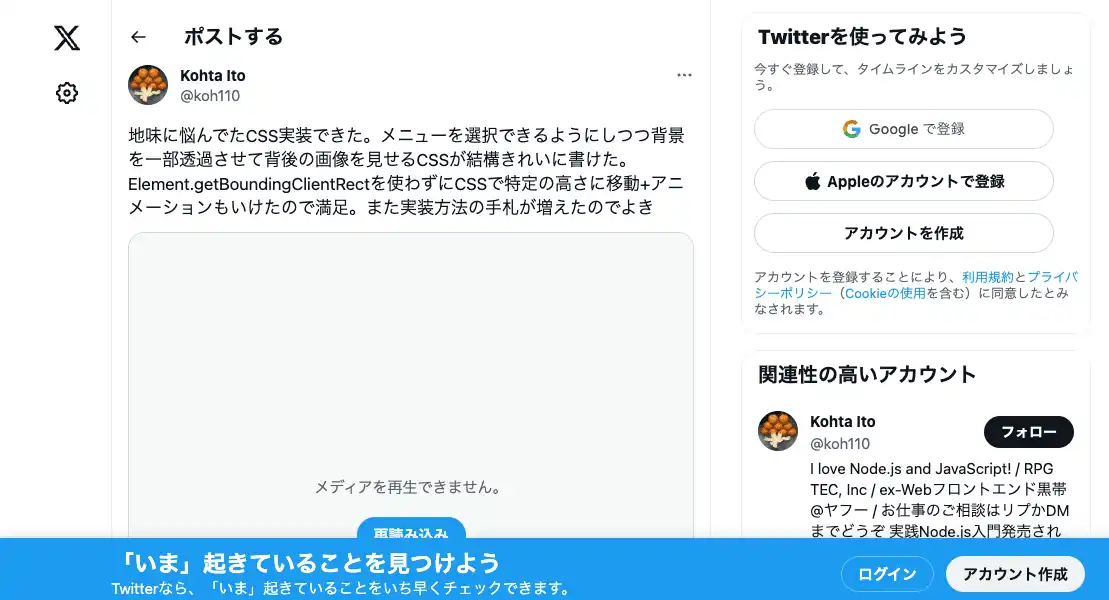 ポストする
Kohta Ito
@koh110
地味に悩んでたCSS実装できた。メニューを選択できるようにしつつ背景
を一部透過させて背後の画像を見せるCSSが結構きれいに書けた。
Element.getBoundingClientRectを使わずにCSSで特定の高さに移動+アニ
メーションもいけたので満足。また実装方法の手札が増えたのでよき
メディアを再生できません。
再読み込み
Twitterを使ってみよう
今すぐ登録して、タイムラインをカスタマイズしましょ
う。
Google で登録
Appleのアカウントで登録
アカウントを作成
アカウントを登録することにより、利用規約とプライバ
シーポリシー（Cookieの使用を含む）に同意したとみ
なされます。
関連性の高いアカウント
Kohta Ito
@koh110
フォロー
I love Node.js and JavaScript! / RPG
TEC, Inc / ex-Webフロントエンド黒帯
@ヤフー / お仕事のご相談はリプかDM
までどうぞ 実践Node.js入門発売され
「いま」起きていることを見つけよう
Twitterなら、「いま」起きていることをいち早くチェックできます。
ログイン
アカウント作成